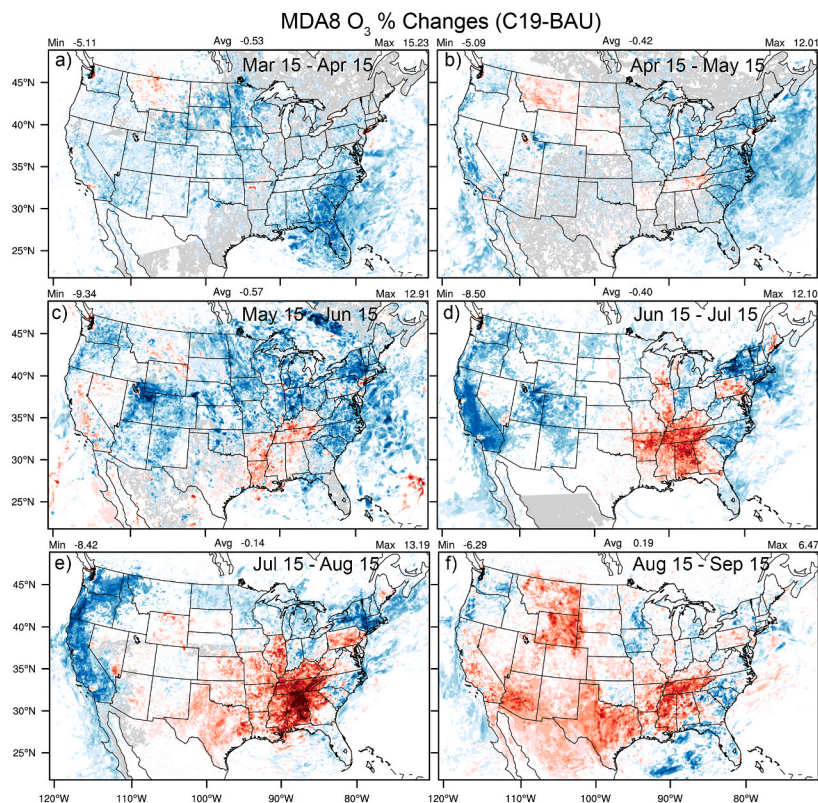 MDA8 O₃ % Changes (C19-BAU)
Min -5.11 Avg -0.53 Max 15.23
a) Mar 15 - Apr 15
Min -5.09 Avg -0.42 Max 12.01
b) Apr 15 - May 15
45°N
40°N
35°N
30°N
25°N
Min -9.34 Avg -0.57 Max 12.91
c) May 15 - Jun 15
Min -8.50 Avg -0.40 Max 12.10
d) Jun 15 - Jul 15
45°N
40°N
35°N
30°N
25°N
Min -8.42 Avg -0.14 Max 13.19
e) Jul 15 - Aug 15
Min -6.29 Avg 0.19 Max 6.47
f) Aug 15 - Sep 15
45°N
40°N
35°N
30°N
25°N
120°W 110°W 100°W 90°W 80°W
120°W 110°W 100°W 90°W 80°W